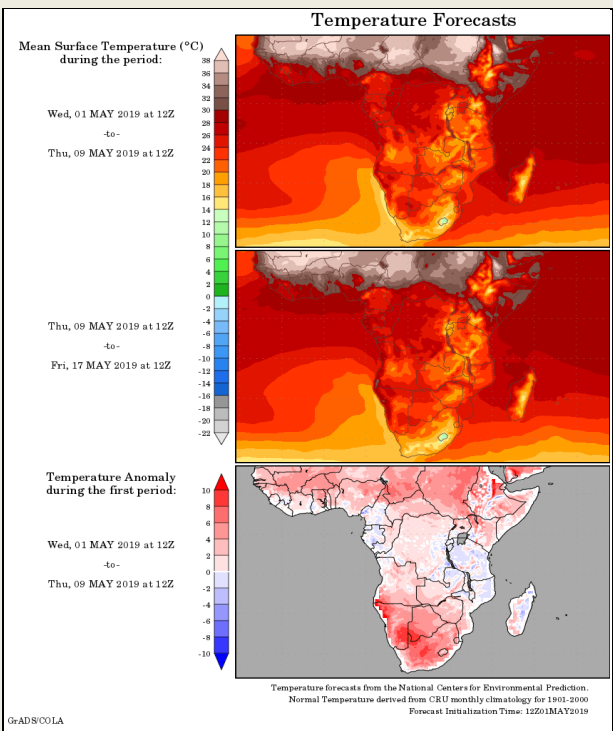 Temperature Forecasts
Mean Surface Temperature (°C)
during the period:
Wed, 01 MAY 2019 at 12Z
-to-
Thu, 09 MAY 2019 at 12Z
38
36
34
32
30
28
26
24
22
20
18
16
14
12
10
8
6
4
2
0
-2
-4
-6
-8
-10
-12
-14
-16
-18
-20
-22
Thu, 09 MAY 2019 at 12Z
-to-
Fri, 17 MAY 2019 at 12Z
Temperature Anomaly
during the first period:
Wed, 01 MAY 2019 at 12Z
-to-
Thu, 09 MAY 2019 at 12Z
10
8
6
4
2
0
-2
-4
-6
-8
-10
Temperature forecasts from the National Centers for Environmental Prediction.
Normal Temperature derived from CRU monthly climatology for 1901-2000
Forecast Initialization Time: 12Z01MAY2019
GrADS/COLA